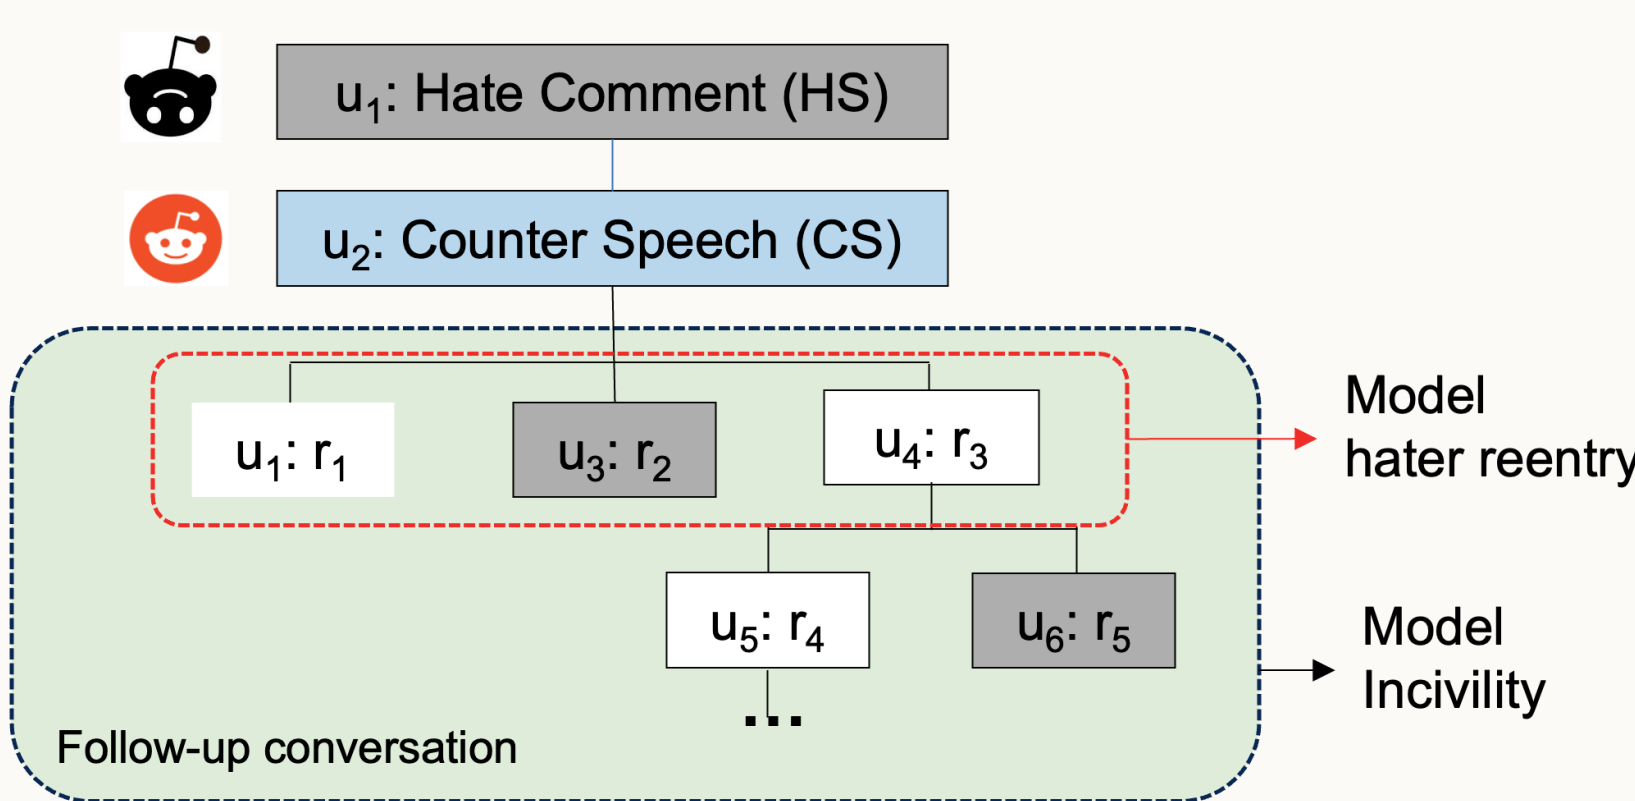 u₁: Hate Comment (HS)
u₂: Counter Speech (CS)
u₁: r₁
u₃: r₂
u₄: r₃
Model
hater reentry
u₅: r₄
u₆: r₅
Model
Incivility
...
Follow-up conversation